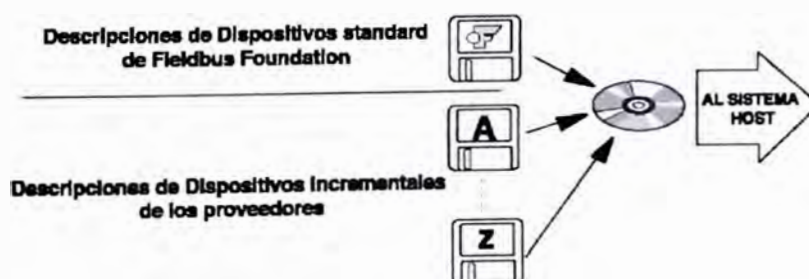 Descripciones de Dispositivos standard
de Fieldbus Foundation
A
AL SISTEMA
HOST
Descripciones de Dispositivos Incrementales
de los proveedores
Z